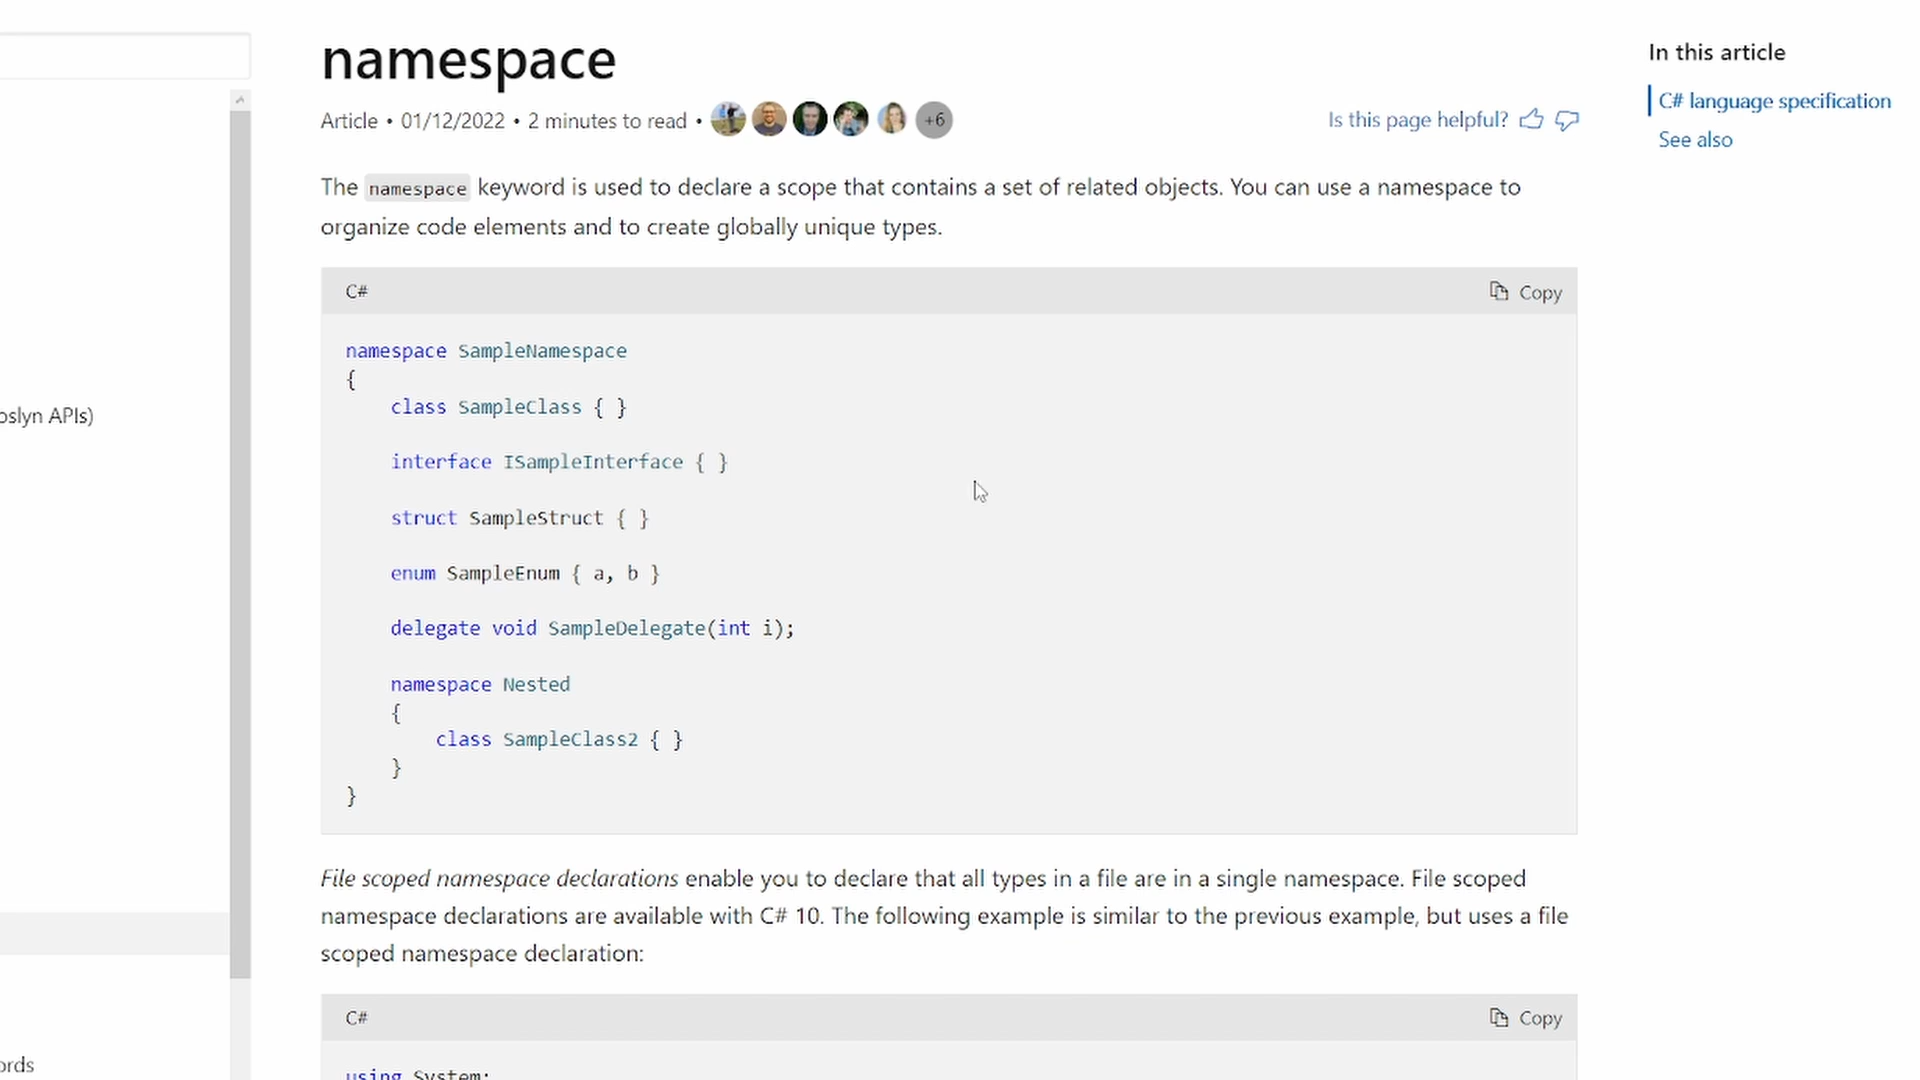 namespace
Article • 01/12/2022 • 2 minutes to read • +6
Is this page helpful?
In this article
C# language specification
See also
The namespace keyword is used to declare a scope that contains a set of related objects. You can use a namespace to
organize code elements and to create globally unique types.
C#
Copy
namespace SampleNamespace
{
    class SampleClass { }
    interface ISampleInterface { }
    struct SampleStruct { }
    enum SampleEnum { a, b }
    delegate void SampleDelegate(int i);
    namespace Nested
    {
        class SampleClass2 { }
    }
}
File scoped namespace declarations enable you to declare that all types in a file are in a single namespace. File scoped
namespace declarations are available with C# 10. The following example is similar to the previous example, but uses a file
scoped namespace declaration:
C#
Copy
using System;
oslyn APIs)
ords